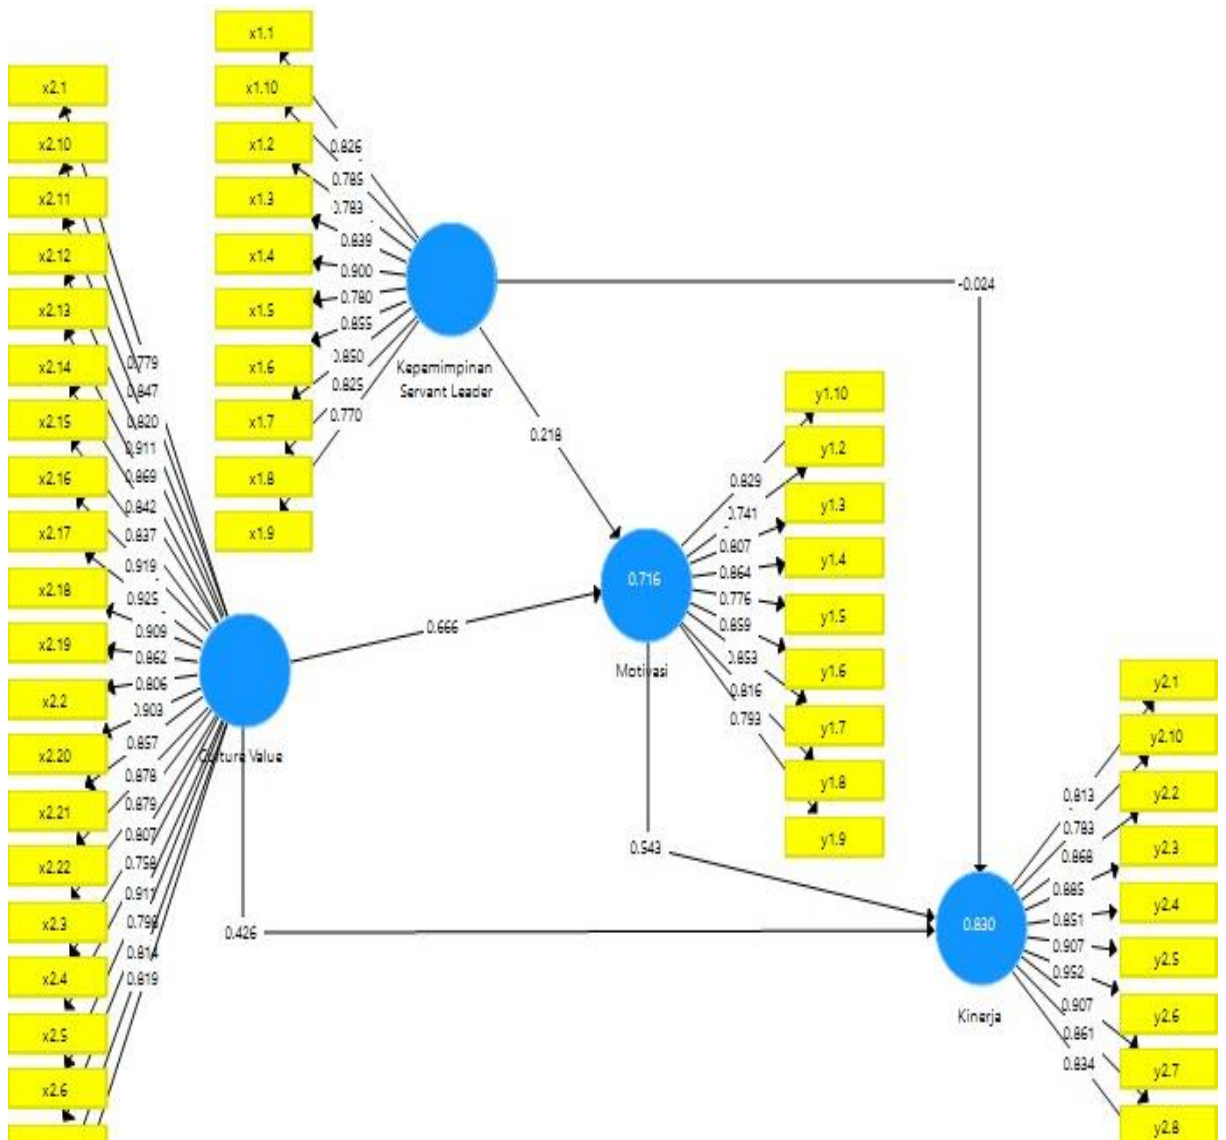 x1.1
x1.10
x1.2
x1.3
x1.4
x1.5
x1.6
x1.7
x1.8
x1.9
0.826
0.785
0.783
0.839
0.900
0.780
0.855
0.850
0.825
0.770
Kepemimpinan
Servant Leader
x2.1
x2.10
x2.11
x2.12
x2.13
x2.14
x2.15
x2.16
x2.17
x2.18
x2.19
x2.2
x2.20
x2.21
x2.22
x2.3
x2.4
x2.5
x2.6
0.779
0.847
0.820
0.911
0.869
0.842
0.837
0.919
0.925
0.909
0.862
0.806
0.903
0.857
0.878
0.879
0.807
0.758
0.911
0.798
0.814
0.819
Culture Value
-0.024
0.218
0.666
0.426
0.543
0.716
Motivasi
y1.10
y1.2
y1.3
y1.4
y1.5
y1.6
y1.7
y1.8
y1.9
0.829
0.741
0.807
0.864
0.776
0.859
0.853
0.816
0.793
0.830
Kinerja
y2.1
y2.10
y2.2
y2.3
y2.4
y2.5
y2.6
y2.7
y2.8
0.813
0.783
0.868
0.885
0.851
0.907
0.952
0.907
0.861
0.834